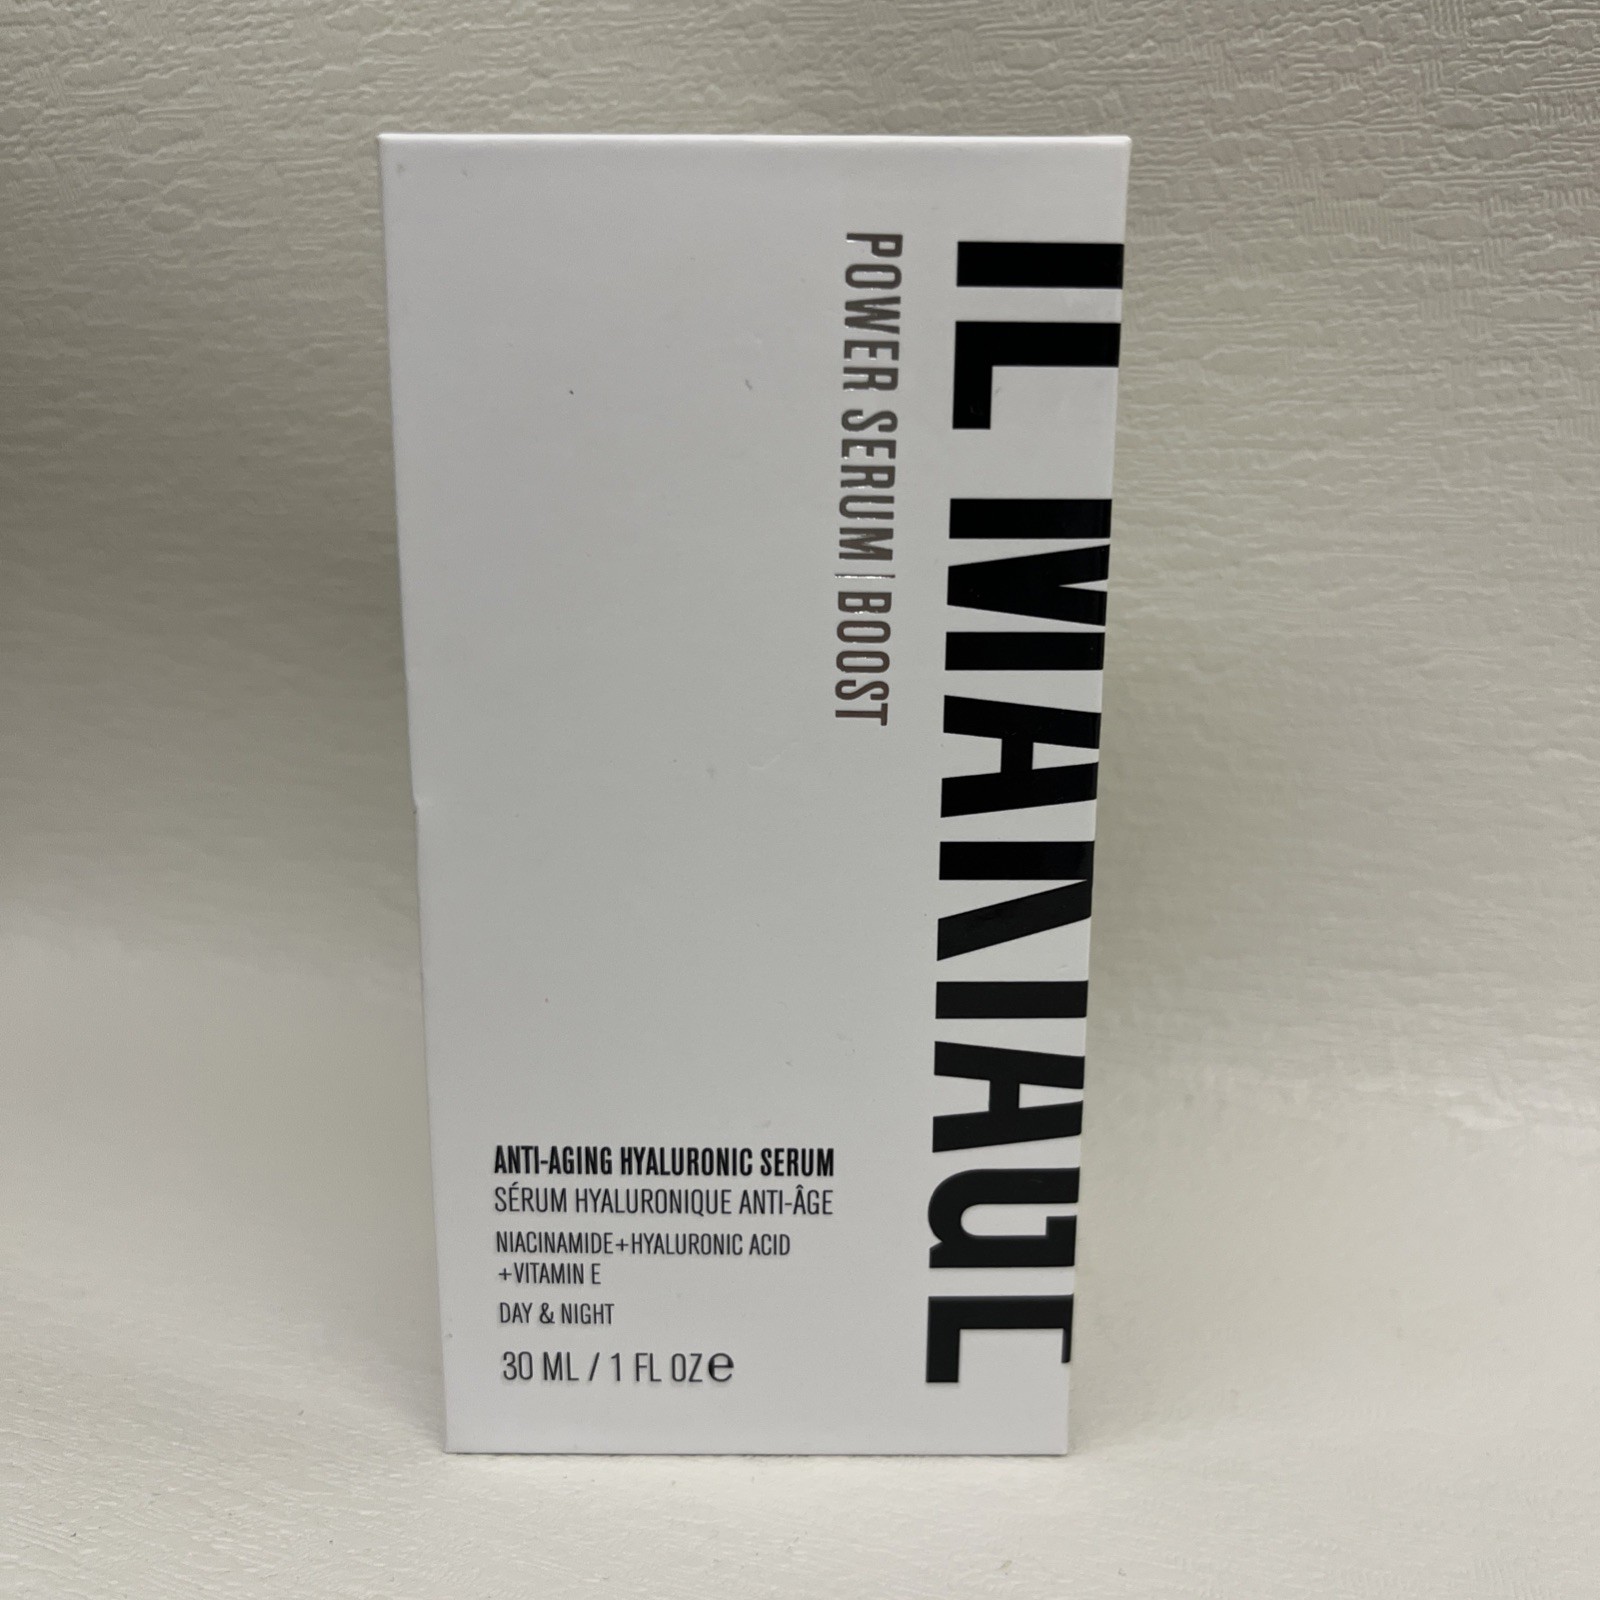 IL MAKIAGE
POWER SERUM | BOOST
ANTI-AGING HYALURONIC SERUM
SÉRUM HYALURONIQUE ANTI-ÂGE
NIACINAMIDE+HYALURONIC ACID
+VITAMIN E
DAY & NIGHT
30 ML / 1 FL OZ e